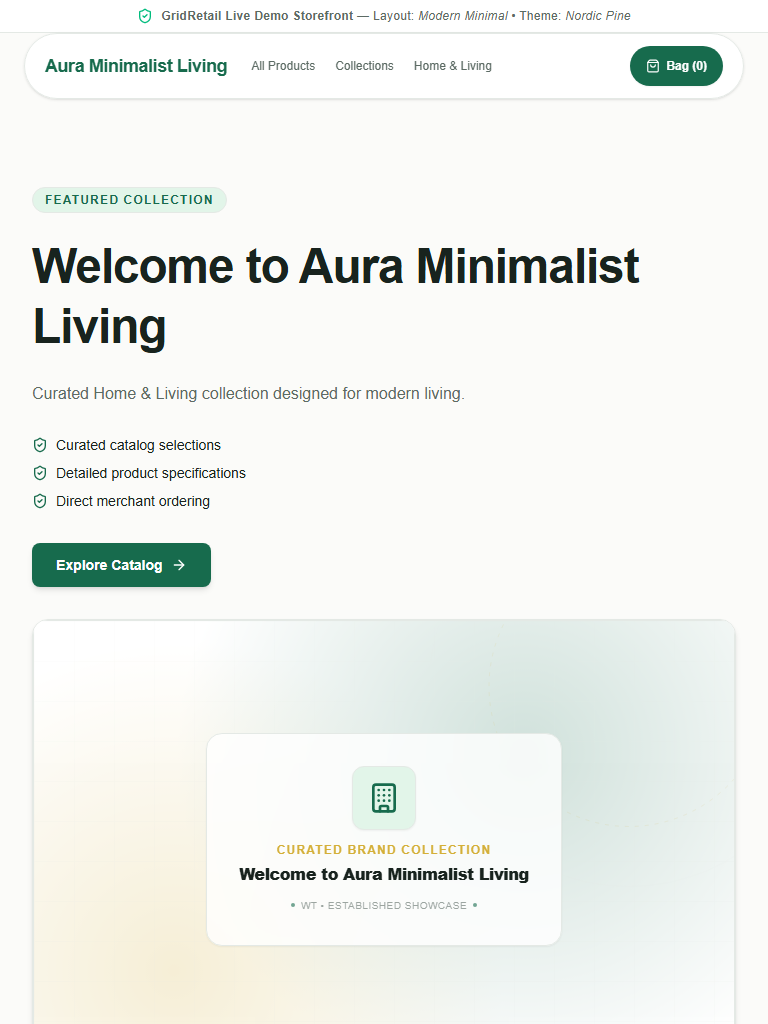 GridRetail Live Demo Storefront — Layout: Modern Minimal • Theme: Nordic Pine
Aura Minimalist Living All Products Collections Home & Living Bag (0)
FEATURED COLLECTION
Welcome to Aura Minimalist
Living
Curated Home & Living collection designed for modern living.
Curated catalog selections
Detailed product specifications
Direct merchant ordering
Explore Catalog
CURATED BRAND COLLECTION
Welcome to Aura Minimalist Living
WT • ESTABLISHED SHOWCASE